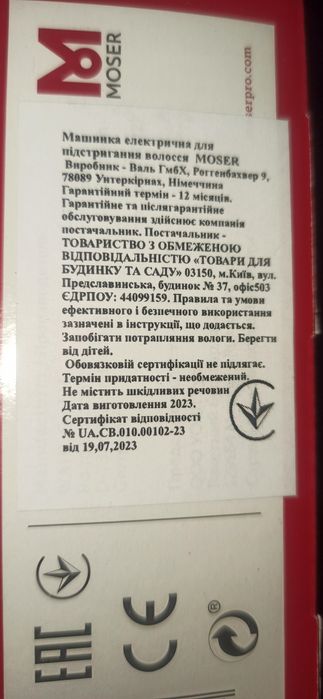 MOSER
serpro.com
Машинка електрична для
підстригання волосся MOSER
Виробник - Валь ГмбХ, Роггенбахвер 9,
78089 Унтеркірнах, Німеччина
Гарантійний термін - 12 місяців.
Гарантійне та післягарантійне
обслуговування здійснює компанія
постачальник. Постачальник -
ТОВАРИСТВО З ОБМЕЖЕНОЮ
ВІДПОВІДАЛЬНІСТЮ «ТОВАРИ ДЛЯ
БУДИНКУ ТА САДУ» 03150, м.Київ, вул.
Предславинська, будинок № 37, офіс503
ЄДРПОУ: 44099159. Правила та умови
ефективного і безпечного використання
зазначені в інструкції, що додається.
Запобігати потрапляння вологи. Берегти
від дітей.
Обовязковій сертифікації не підлягає.
Термін придатності - необмежений.
Не містить шкідливих речовин
Дата виготовлення 2023.
Сертифікат відповідності
№ UA.CB.010.00102-23
від 19,07,2023
EAC
CE
®